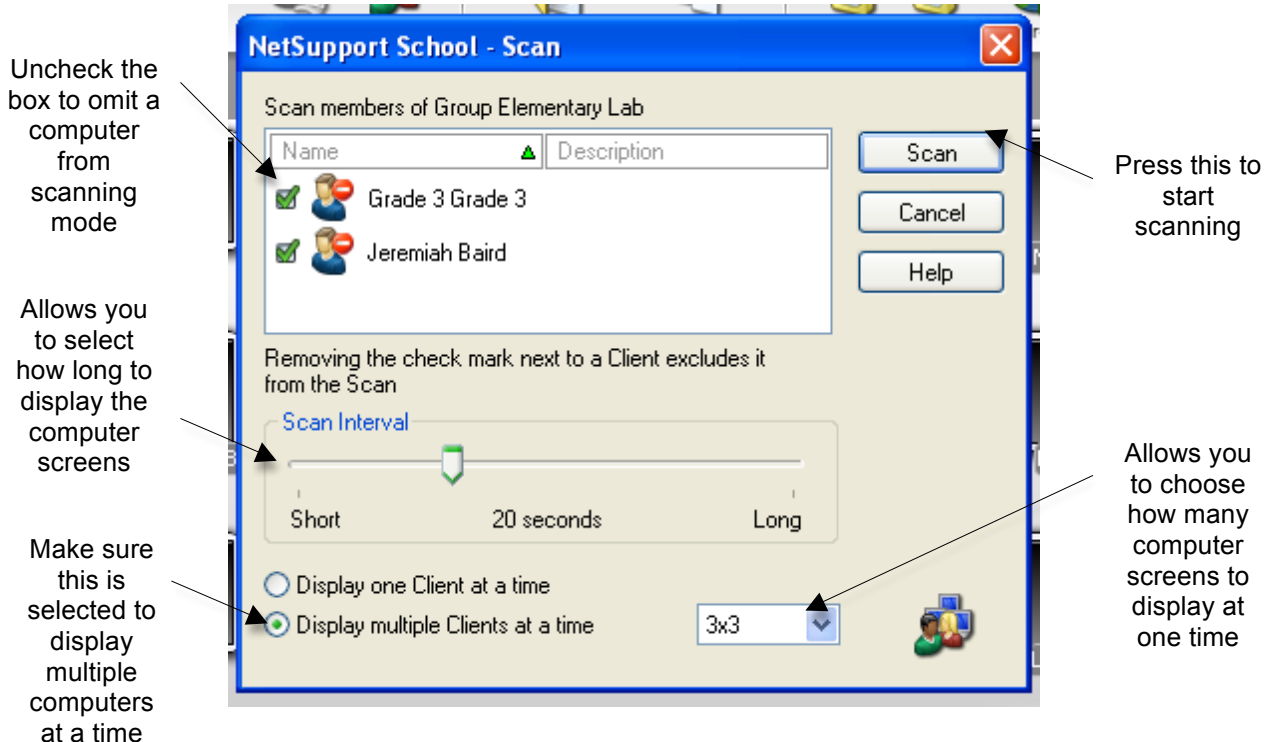 NetSupport School - Scan
Uncheck the
box to omit a
computer
from
scanning
mode
Scan members of Group Elementary Lab
Name Description
Grade 3 Grade 3
Jeremiah Baird
Scan
Cancel
Help
Press this to
start
scanning
Removing the check mark next to a Client excludes it
from the Scan
Allows you
to select
how long to
display the
computer
screens
Scan Interval
Short 20 seconds Long
Make sure
this is
selected to
display
multiple
computers
at a time
Display one Client at a time
Display multiple Clients at a time 3x3
Allows you
to choose
how many
computer
screens to
display at
one time